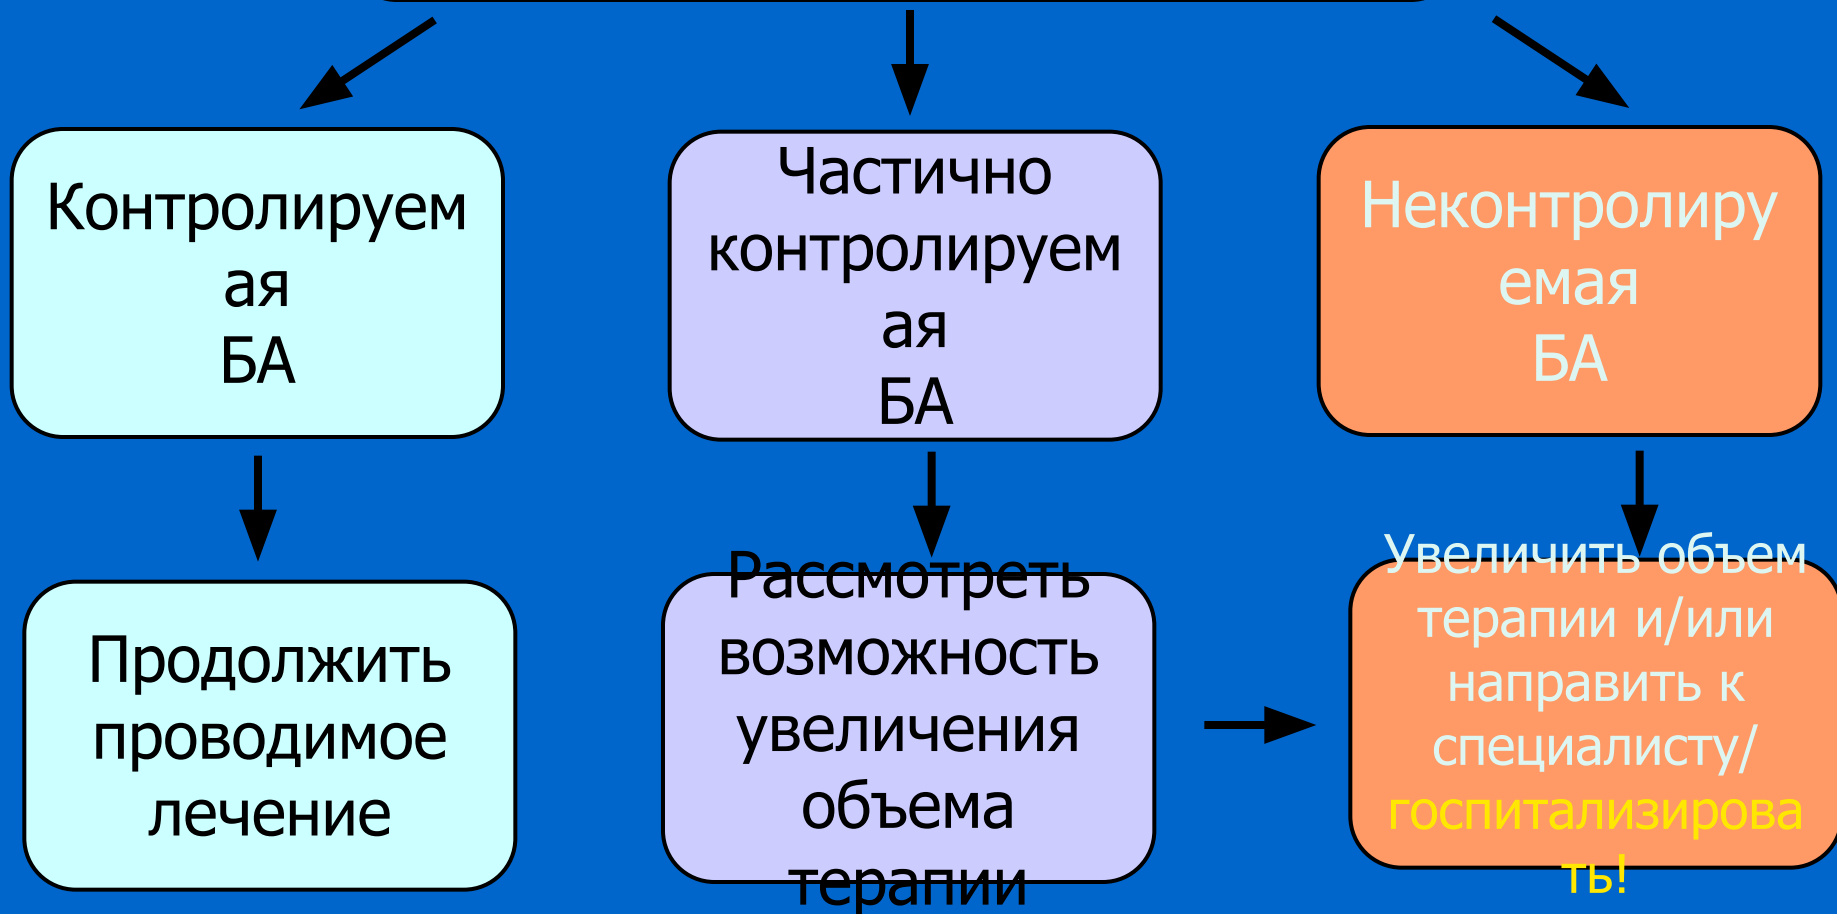 Контролируем
ая
БА
Частично
контролируем
ая
БА
Неконтролиру
емая
БА
Продолжить
проводимое
лечение
Рассмотреть
возможность
увеличения
объема
терапии
Увеличить объем
терапии и/или
направить к
специалисту/
госпитализирова
ть!